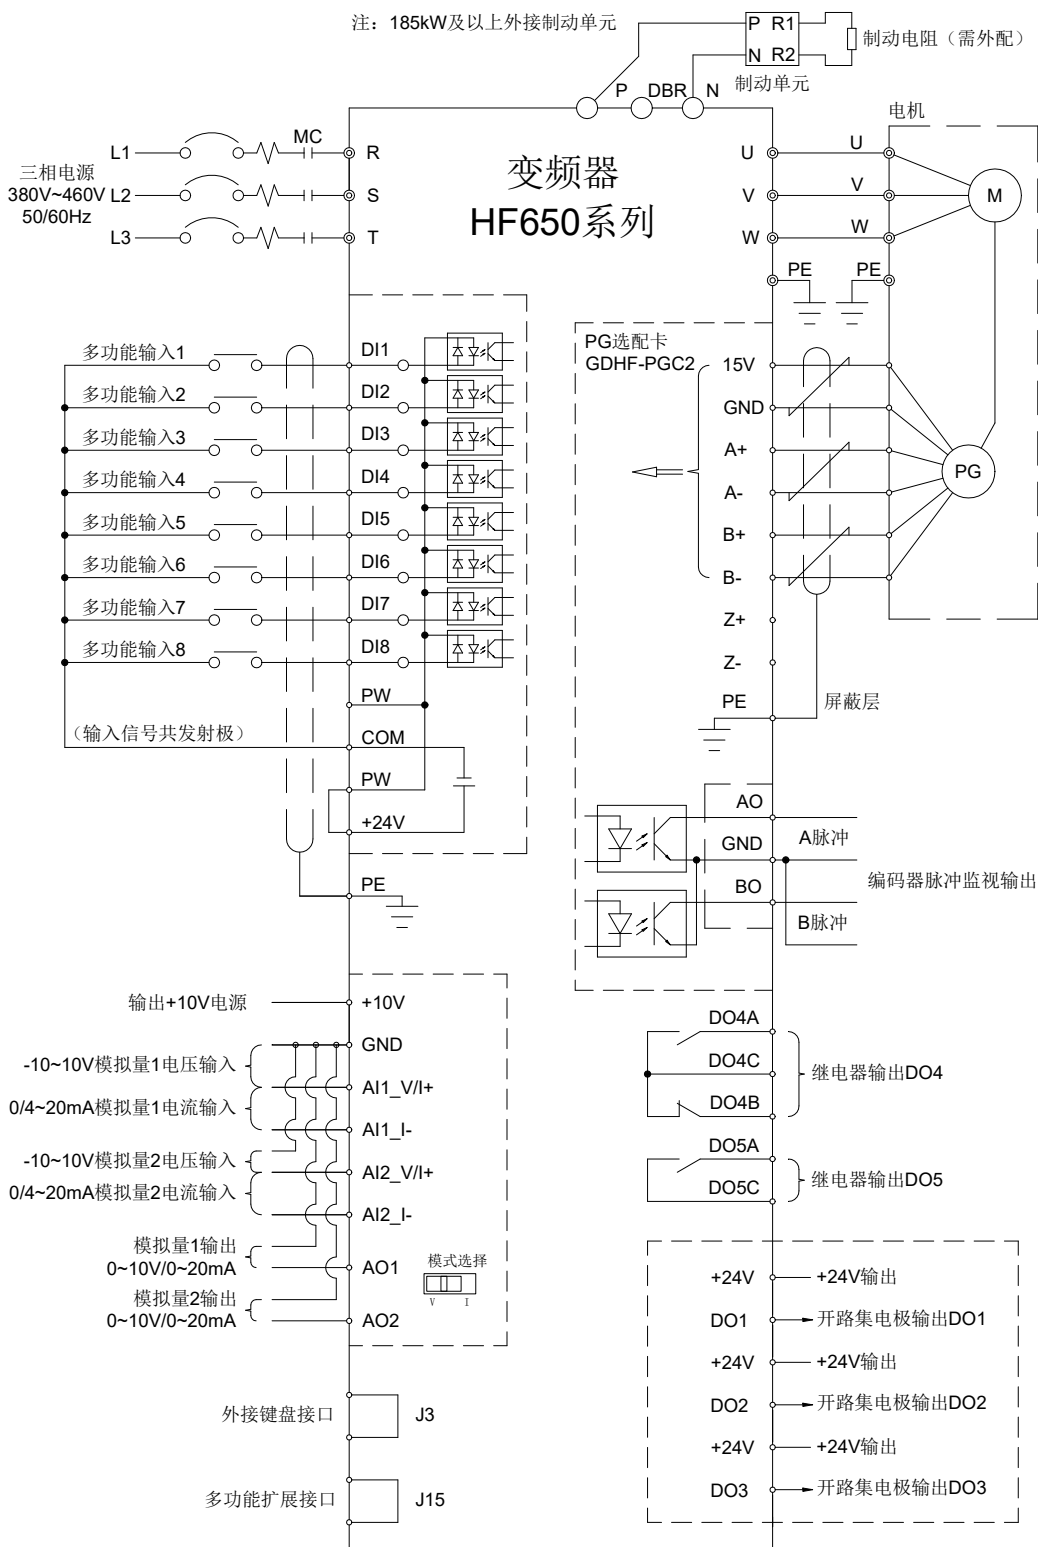 注：185kW及以上外接制动单元
P R1
N R2
制动电阻（需外配）
制动单元
P
DBR
N
电机
三相电源
380V~460V
50/60Hz
L1
L2
L3
MC
R
S
T
变频器
HF650系列
U
V
W
U
V
W
M
PE
PE
多功能输入1
多功能输入2
多功能输入3
多功能输入4
多功能输入5
多功能输入6
多功能输入7
多功能输入8
DI1
DI2
DI3
DI4
DI5
DI6
DI7
DI8
PW
（输入信号共发射极）
COM
PW
+24V
PE
PG选配卡
GDHF-PGC2
15V
GND
A+
A-
B+
B-
Z+
Z-
PE
PG
屏蔽层
AO
GND
BO
A脉冲
B脉冲
编码器脉冲监视输出
输出+10V电源
+10V
GND
-10~10V模拟量1电压输入
AI1_V/I+
0/4~20mA模拟量1电流输入
AI1_I-
-10~10V模拟量2电压输入
AI2_V/I+
0/4~20mA模拟量2电流输入
AI2_I-
模拟量1输出
0~10V/0~20mA
AO1
模拟量2输出
0~10V/0~20mA
AO2
模式选择
V I
外接键盘接口
J3
多功能扩展接口
J15
DO4A
DO4C
DO4B
继电器输出DO4
DO5A
DO5C
继电器输出DO5
+24V
+24V输出
DO1
开路集电极输出DO1
+24V
+24V输出
DO2
开路集电极输出DO2
+24V
+24V输出
DO3
开路集电极输出DO3